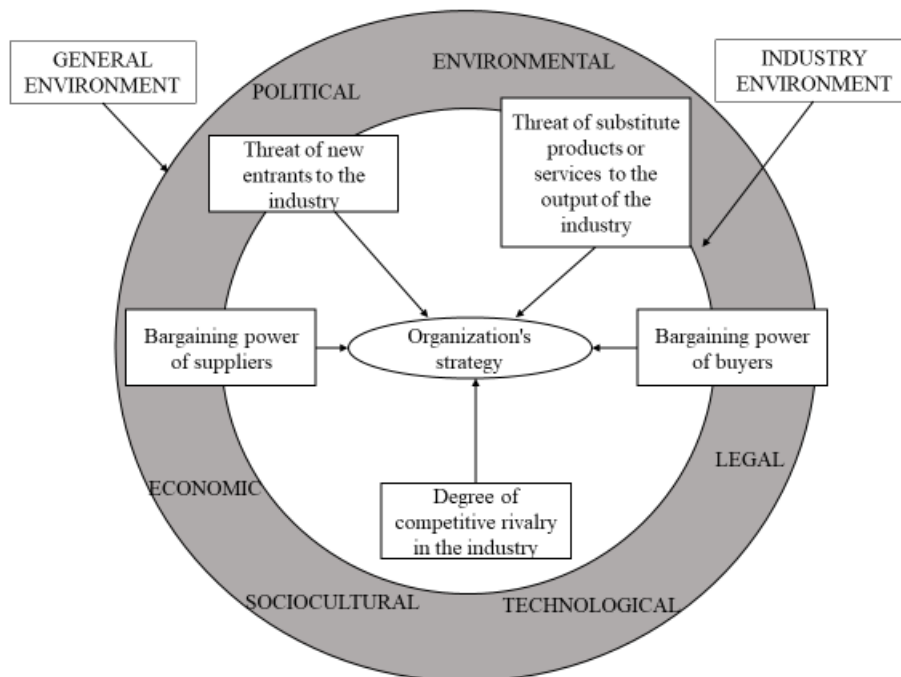 GENERAL
ENVIRONMENT
ENVIRONMENTAL
INDUSTRY
ENVIRONMENT
POLITICAL
Threat of new
entrants to the
industry
Threat of substitute
products or
services to the
output of the
industry
Bargaining power
of suppliers
Organization's
strategy
Bargaining power
of buyers
LEGAL
ECONOMIC
Degree of
competitive rivalry
in the industry
SOCIOCULTURAL
TECHNOLOGICAL